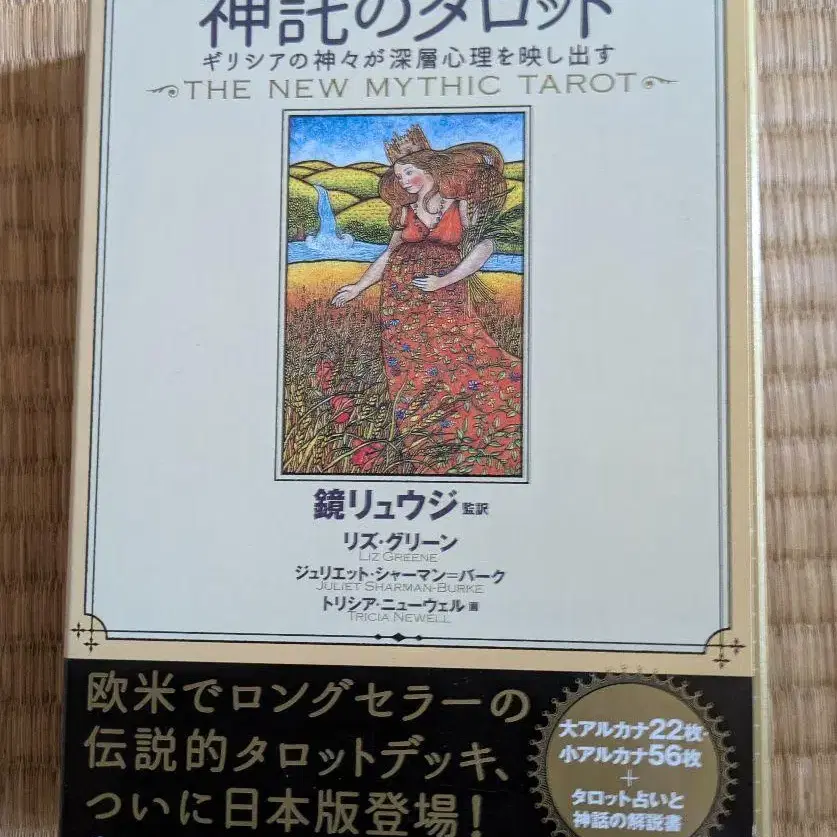 神託のタロット
ギリシアの神々が深層心理を映し出す
THE NEW MYTHIC TAROT
鏡リュウジ 監訳
リズ・グリーン
LIZ GREENE
ジュリエット・シャーマン=バーク
JULIET SHARMAN-BURKE
トリシア・ニューウェル 画
TRICIA NEWELL
欧米でロングセラーの
伝説的タロットデッキ、
ついに日本版登場!
大アルカナ22枚・
小アルカナ56枚
+
タロット占いと
神話の解説書